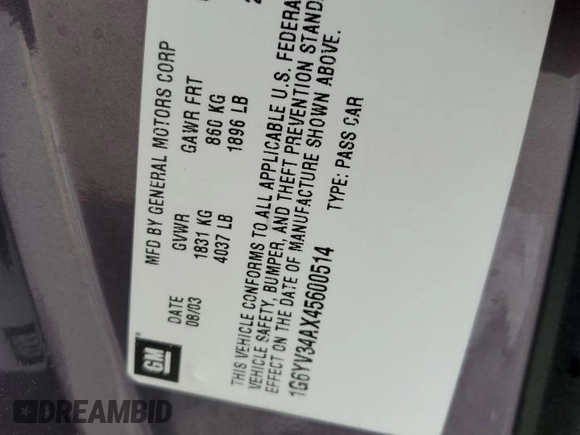 MFD BY GENERAL MOTORS CORP
DATE GVWR GAWR FRT
08/03 1831 KG 860 KG
4037 LB 1896 LB
THIS VEHICLE CONFORMS TO ALL APPLICABLE U.S. FEDERA
VEHICLE SAFETY, BUMPER, AND THEFT PREVENTION STAND
EFFECT ON THE DATE OF MANUFACTURE SHOWN ABOVE.
1G6YV34AX45600514 TYPE: PASS CAR
GM
DREAMBID